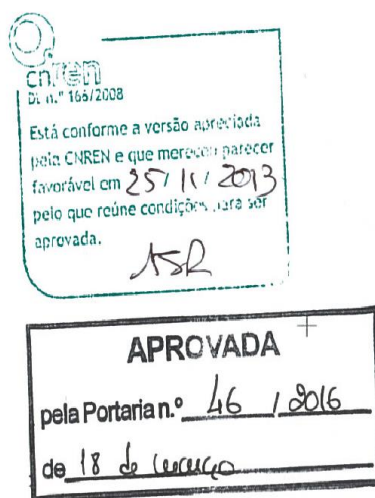 cnren
DL n.º 166/2008
Está conforme a versão apreciada
pela CNREN e que mereceu parecer
favorável em 25/11/2013
pelo que reúne condições para ser
aprovada.
APROVADA
pela Portaria n.º 46 / 2016
de 18 de março